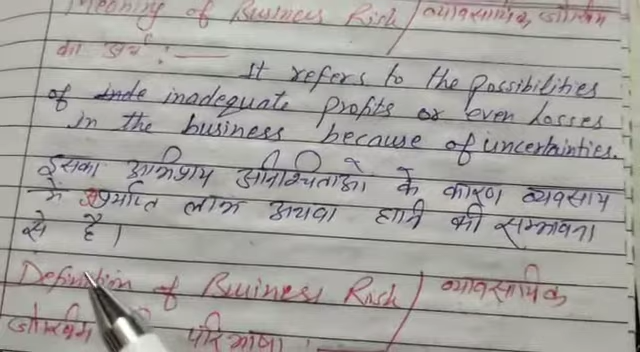 Meaning of Business Risk / व्यावसायिक जोखिम
का अर्थ :—
It refers to the possibilities
of inde inadequate profits or even losses
in the business because of uncertainties.
इसका अभिप्राय अनिश्चिताओं के कारण व्यवसाय
में अपर्याप्त लाभ अथवा हानि की सम्भावना
से है।
Definition of Business Risk / व्यावसायिक
जोखिम परिभाषा :—